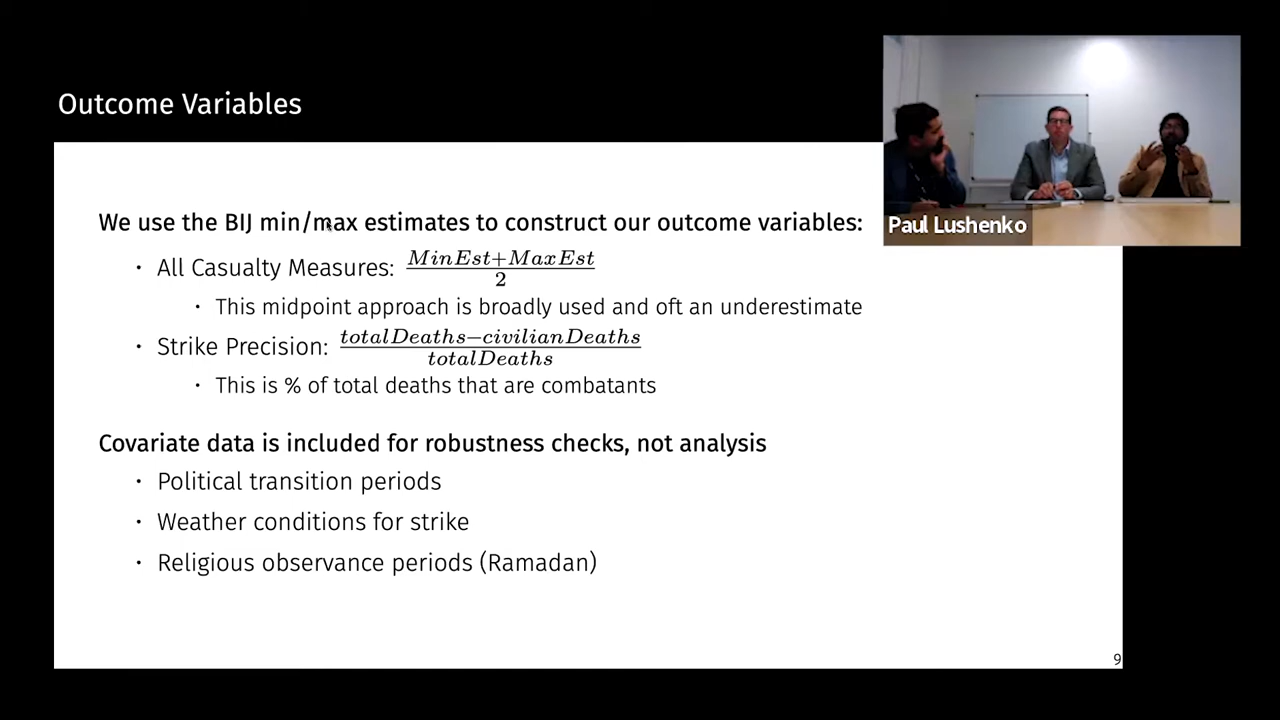 Outcome Variables
Paul Lushenko
We use the BIJ min/max estimates to construct our outcome variables:
· All Casualty Measures: \frac{MinEst+MaxEst}{2}
· This midpoint approach is broadly used and oft an underestimate
· Strike Precision: \frac{totalDeaths−civilianDeaths}{totalDeaths}
· This is % of total deaths that are combatants
Covariate data is included for robustness checks, not analysis
· Political transition periods
· Weather conditions for strike
· Religious observance periods (Ramadan)
9